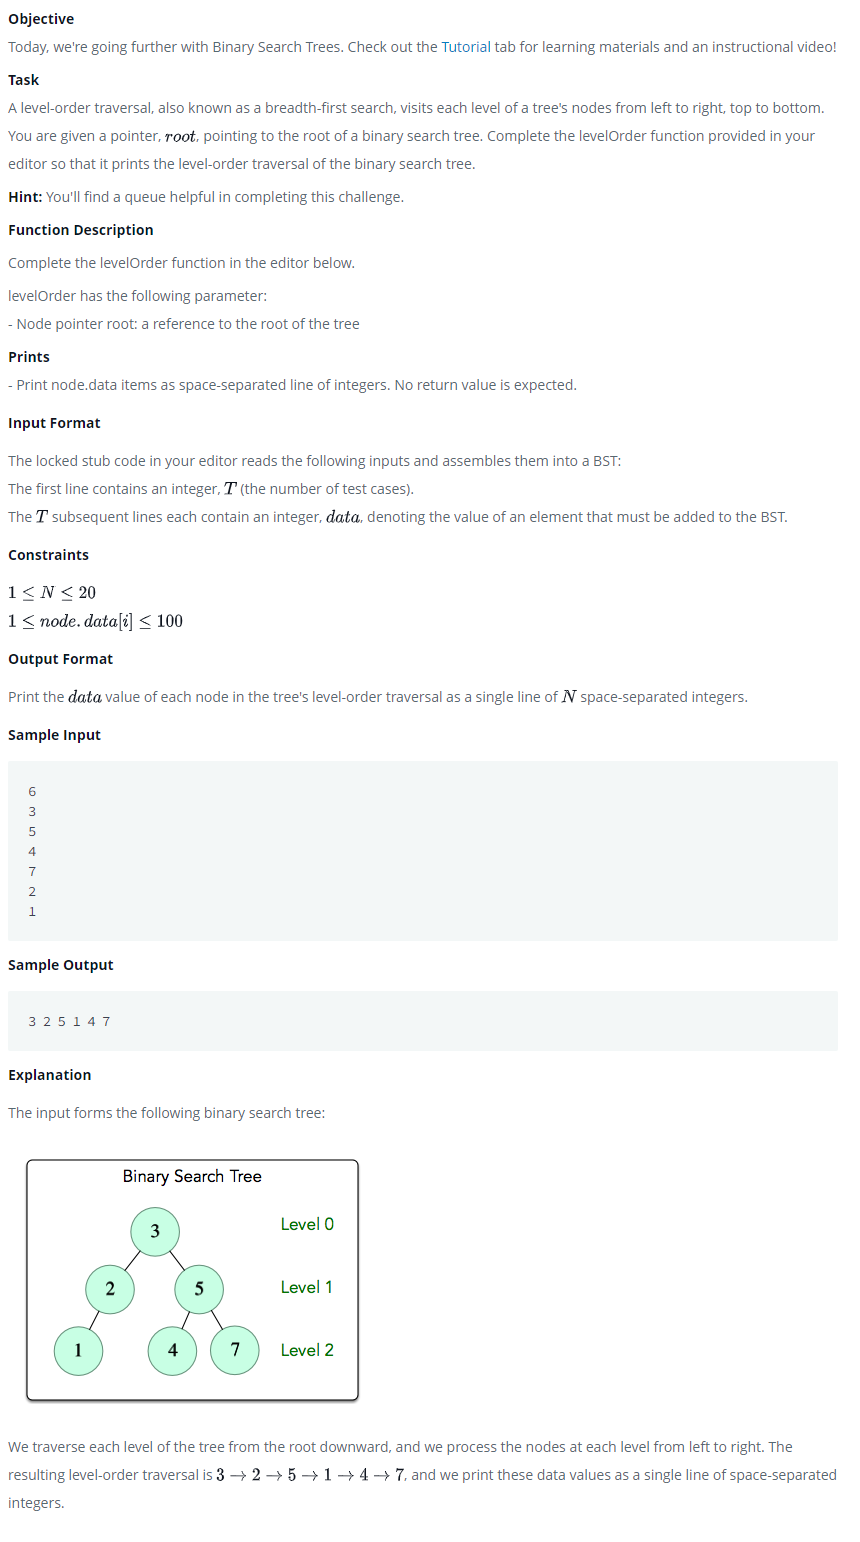 Objective
Today, we're going further with Binary Search Trees. Check out the Tutorial tab for learning materials and an instructional video!
Task
A level-order traversal, also known as a breadth-first search, visits each level of a tree's nodes from left to right, top to bottom.
You are given a pointer, root, pointing to the root of a binary search tree. Complete the levelOrder function provided in your
editor so that it prints the level-order traversal of the binary search tree.
Hint: You'll find a queue helpful in completing this challenge.
Function Description
Complete the levelOrder function in the editor below.
levelOrder has the following parameter:
- Node pointer root: a reference to the root of the tree
Prints
- Print node.data items as space-separated line of integers. No return value is expected.
Input Format
The locked stub code in your editor reads the following inputs and assembles them into a BST:
The first line contains an integer, T (the number of test cases).
The T subsequent lines each contain an integer, data, denoting the value of an element that must be added to the BST.
Constraints
1 ≤ N ≤ 20
1 ≤ node. data[i] ≤ 100
Output Format
Print the data value of each node in the tree's level-order traversal as a single line of N space-separated integers.
Sample Input
6
3
5
4
7
2
1
Sample Output
3 2 5 1 4 7
Explanation
The input forms the following binary search tree:
Binary Search Tree
3 Level 0
2 5 Level 1
1 4 7 Level 2
We traverse each level of the tree from the root downward, and we process the nodes at each level from left to right. The
resulting level-order traversal is 3 → 2 → 5 → 1 → 4 → 7, and we print these data values as a single line of space-separated
integers.